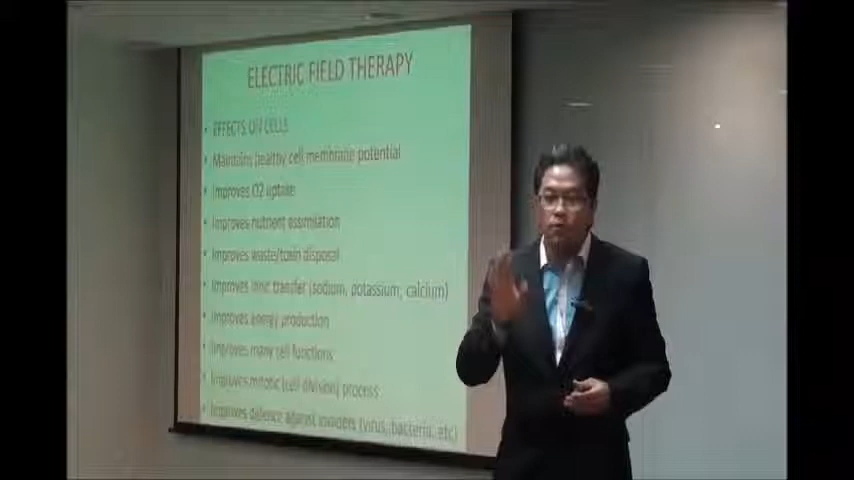 ELECTRIC FIELD THERAPY
• EFFECTS ON CELLS
• Maintains healthy cell membrane potential
• Improves O2 uptake
• Improves nutrient assimilation
• Improves waste/toxin disposal
• Improves ionic transfer (sodium, potassium, calcium)
• Improves energy production
• Improves many cell functions
• Improves mitotic (cell division) process
• Improves defence against invaders (virus, bacteria, etc)